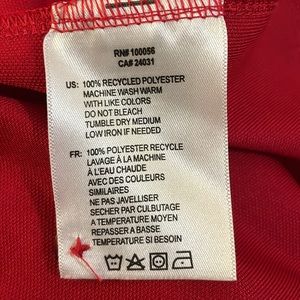 RN# 100056
CA# 24031
US: 100% RECYCLED POLYESTER
MACHINE WASH WARM
WITH LIKE COLORS
DO NOT BLEACH
TUMBLE DRY MEDIUM
LOW IRON IF NEEDED
FR: 100% POLYESTER RECYCLE
LAVAGE À LA MACHINE
A L'EAU CHAUDE
AVEC DES COULEURS
SIMILAIRES
NE PAS JAVELLISER
SECHER PAR CULBUTAGE
A TEMPERATURE MOYEN
REPASSER A BASSE
TEMPERATURE SI BESOIN